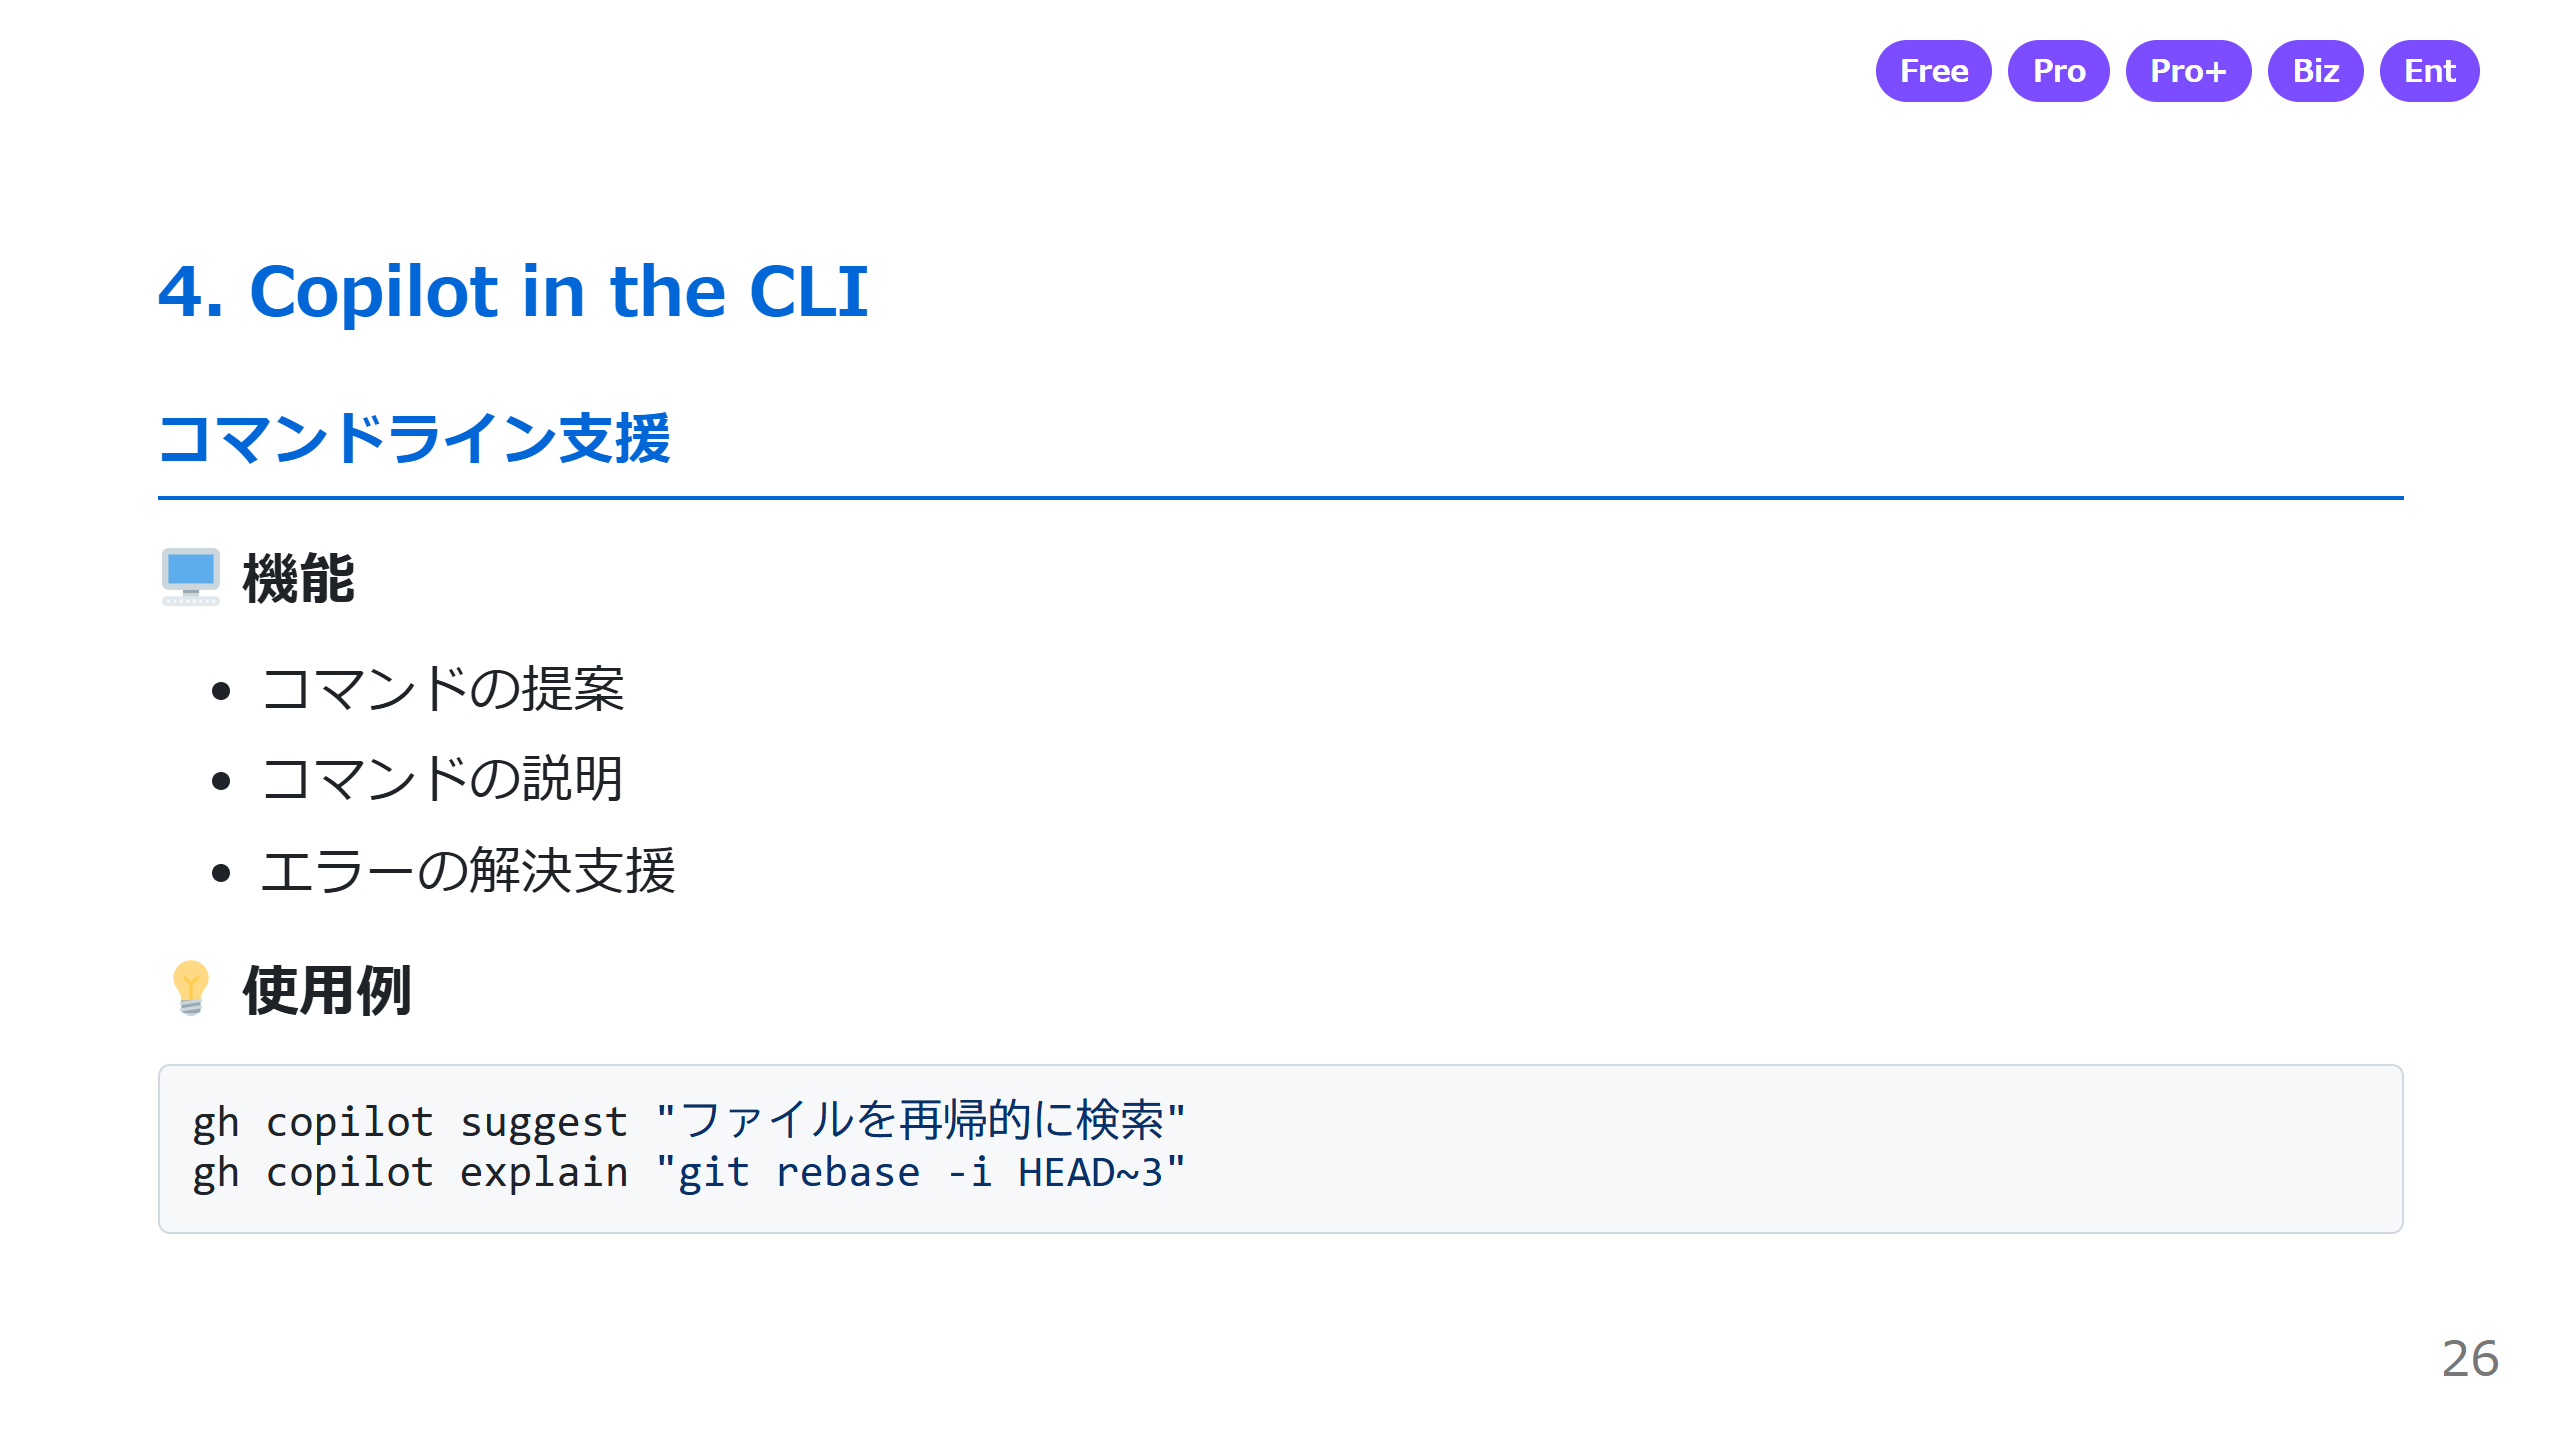 Free Pro Pro+ Biz Ent
4. Copilot in the CLI
コマンドライン支援
機能
• コマンドの提案
• コマンドの説明
• エラーの解決支援
使用例
gh copilot suggest "ファイルを再帰的に検索"
gh copilot explain "git rebase -i HEAD~3"
26